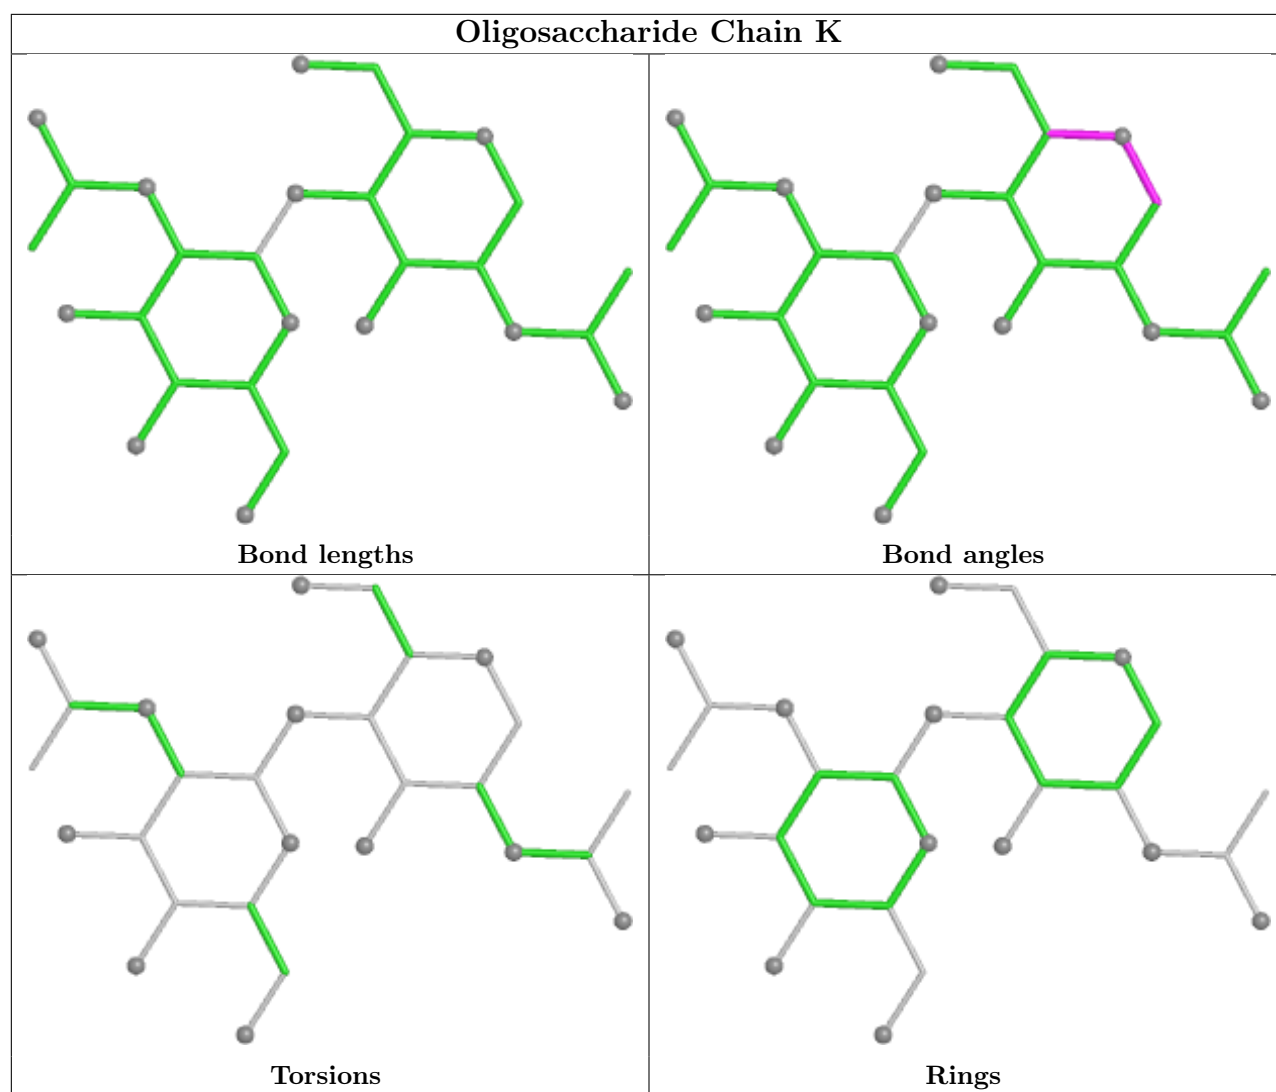 Oligosaccharide Chain K
Bond lengths
Bond angles
Torsions
Rings